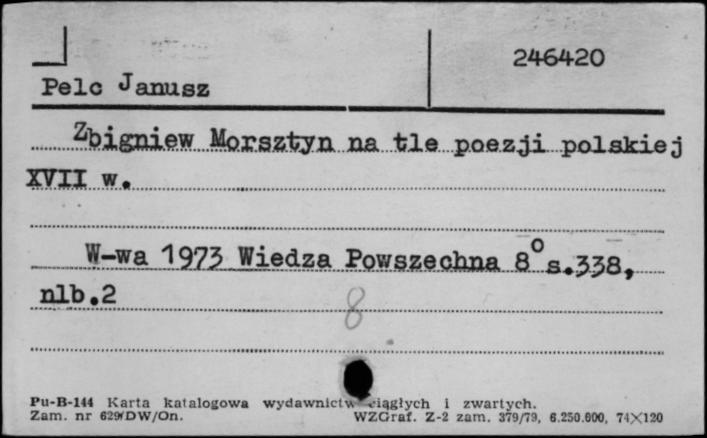 246420
Pelc Janusz
Zbigniew Morsztyn na tle poezji polskiej
XVII w.
W-wa 1973 Wiedza Powszechna 8° s.338,
nlb.2
8
Pu-B-144 Karta katalogowa wydawnictw ciągłych i zwartych.
Zam. nr 629/DW/On. WZGraf. Z-2 zam. 379/79, 6.250.000, 74×120